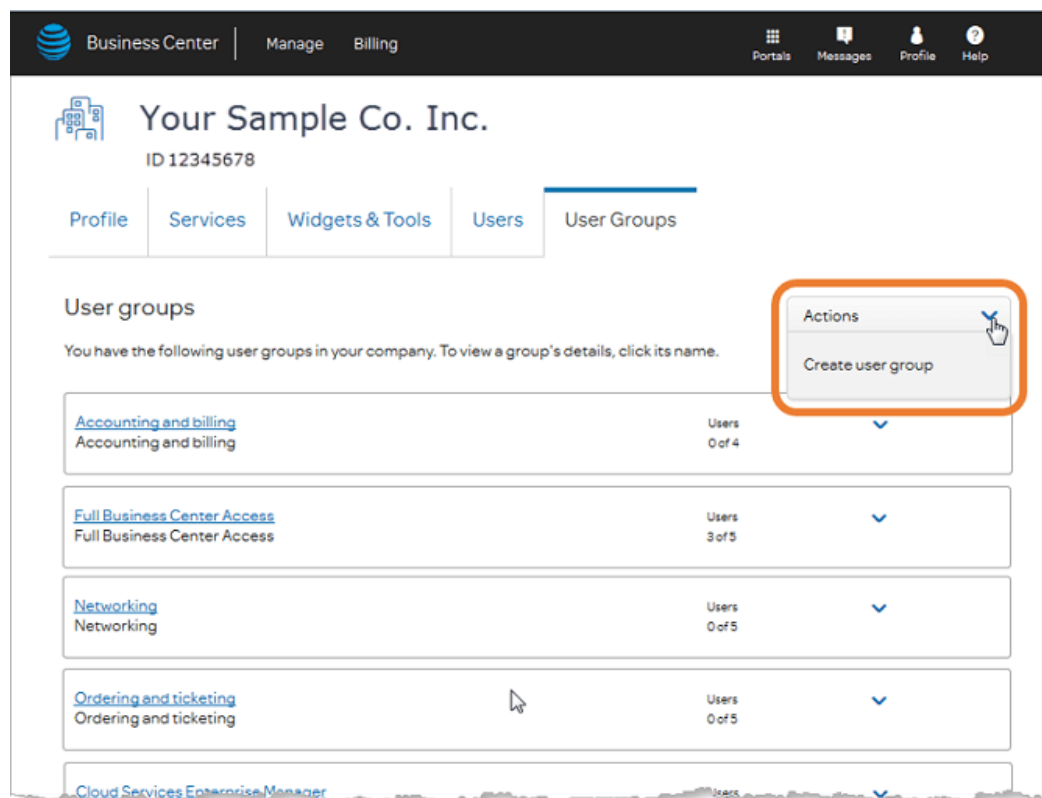 Business Center
Manage
Billing
Portals
Messages
Profile
Help
Your Sample Co. Inc.
ID 12345678
Profile
Services
Widgets & Tools
Users
User Groups
User groups
Actions
You have the following user groups in your company. To view a group's details, click its name.
Create user group
Accounting and billing
Users
Accounting and billing
0 of 4
Full Business Center Access
Users
Full Business Center Access
3 of 5
Networking
Users
Networking
0 of 5
Ordering and ticketing
Users
Ordering and ticketing
0 of 5
Cloud Services Enterprise Manager
Users